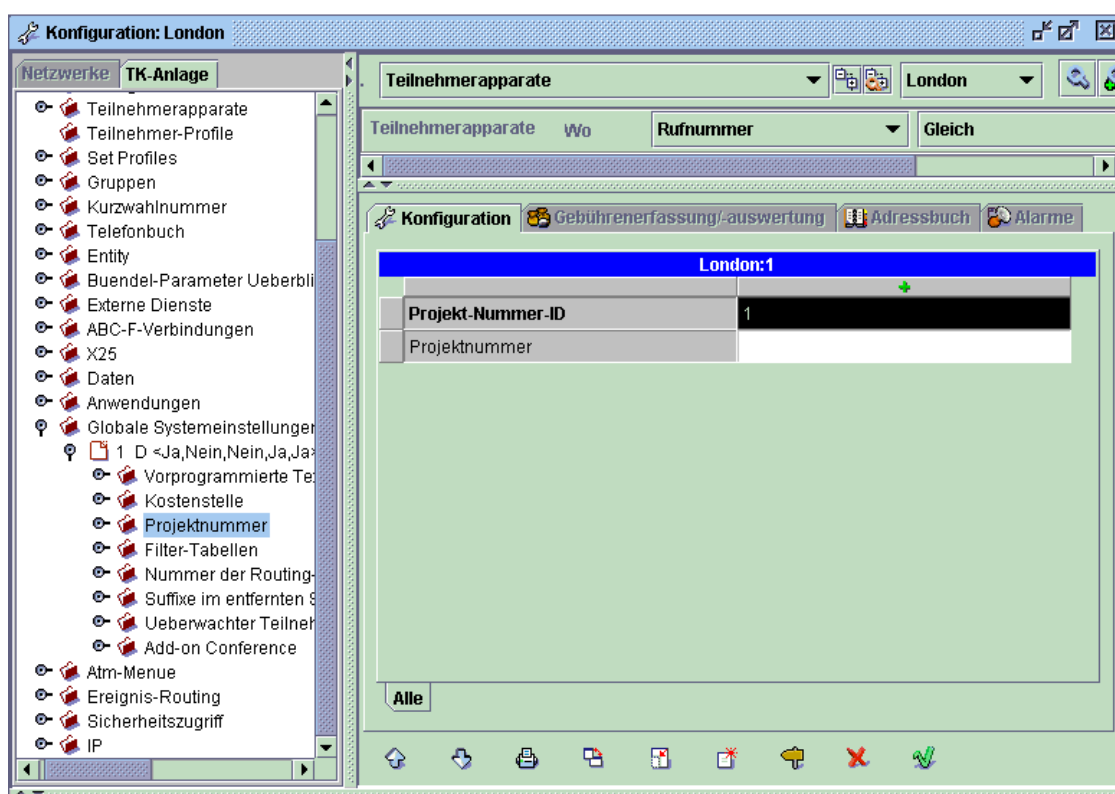 Konfiguration: London
Netzwerke TK-Anlage
Teilnehmerapparate
Teilnehmer-Profile
Set Profiles
Gruppen
Kurzwahlnummer
Telefonbuch
Entity
Buendel-Parameter Ueberbli
Externe Dienste
ABC-F-Verbindungen
X25
Daten
Anwendungen
Globale Systemeinstellunger
1 D <Ja,Nein,Nein,Ja,Ja>
Vorprogrammierte Te
Kostenstelle
Projektnummer
Filter-Tabellen
Nummer der Routing-
Suffixe im entfernten S
Ueberwachter Teilneh
Add-on Conference
Atm-Menue
Ereignis-Routing
Sicherheitszugriff
IP
Teilnehmerapparate London
Teilnehmerapparate Wo Rufnummer Gleich
Konfiguration Gebührenerfassung/-auswertung Adressbuch Alarme
London:1
Projekt-Nummer-ID 1
Projektnummer
Alle